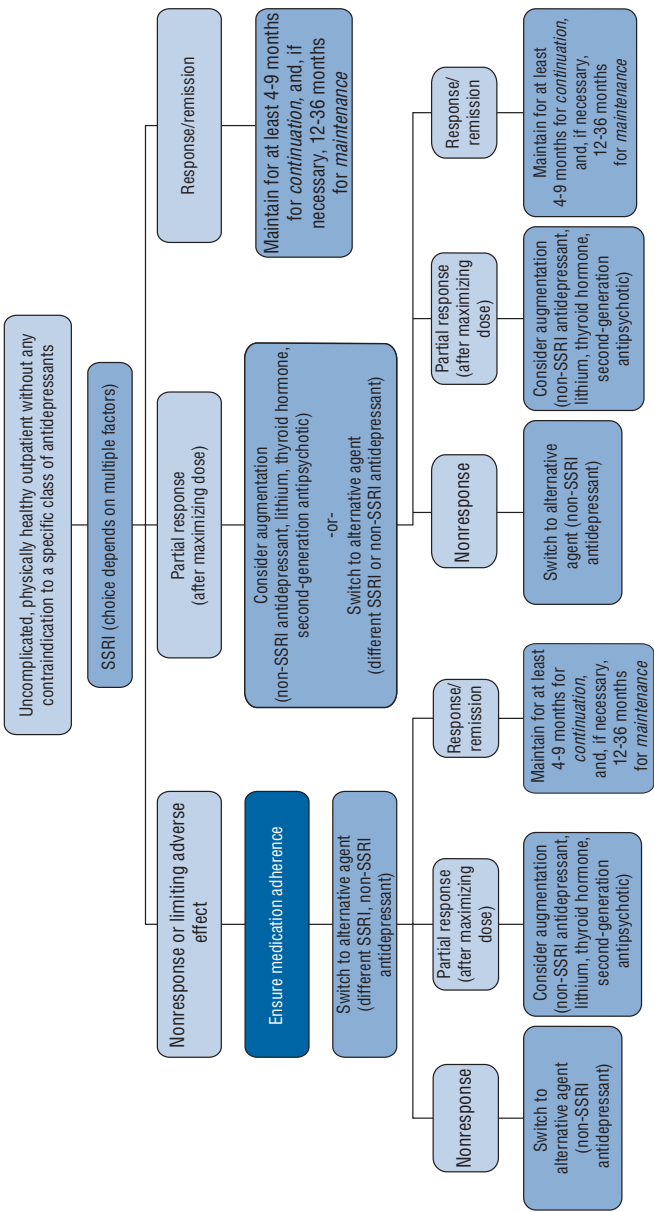 Uncomplicated, physically healthy outpatient without any
contraindication to a specific class of antidepressants
SSRI (choice depends on multiple factors)
Nonresponse or limiting adverse
effect
Partial response
(after maximizing dose)
Response/remission
Ensure medication adherence
Switch to alternative agent
(different SSRI, non-SSRI
antidepressant)
Consider augmentation
(non-SSRI antidepressant, lithium, thyroid hormone,
second-generation antipsychotic)
-or-
Switch to alternative agent
(different SSRI or non-SSRI antidepressant)
Maintain for at least 4-9 months
for continuation, and, if
necessary, 12-36 months
for maintenance
Nonresponse
Partial response
(after maximizing
dose)
Response/
remission
Nonresponse
Partial response
(after maximizing
dose)
Response/
remission
Switch to
alternative agent
(non-SSRI
antidepressant)
Consider augmentation
(non-SSRI antidepressant,
lithium, thyroid hormone,
second-generation
antipsychotic)
Maintain for at least
4-9 months for
continuation,
and, if necessary,
12-36 months
for maintenance
Switch to alternative
agent (non-SSRI
antidepressant)
Consider augmentation
(non-SSRI antidepressant,
lithium, thyroid hormone,
second-generation
antipsychotic)
Maintain for at least
4-9 months for continuation,
and, if necessary,
12-36 months
for maintenance